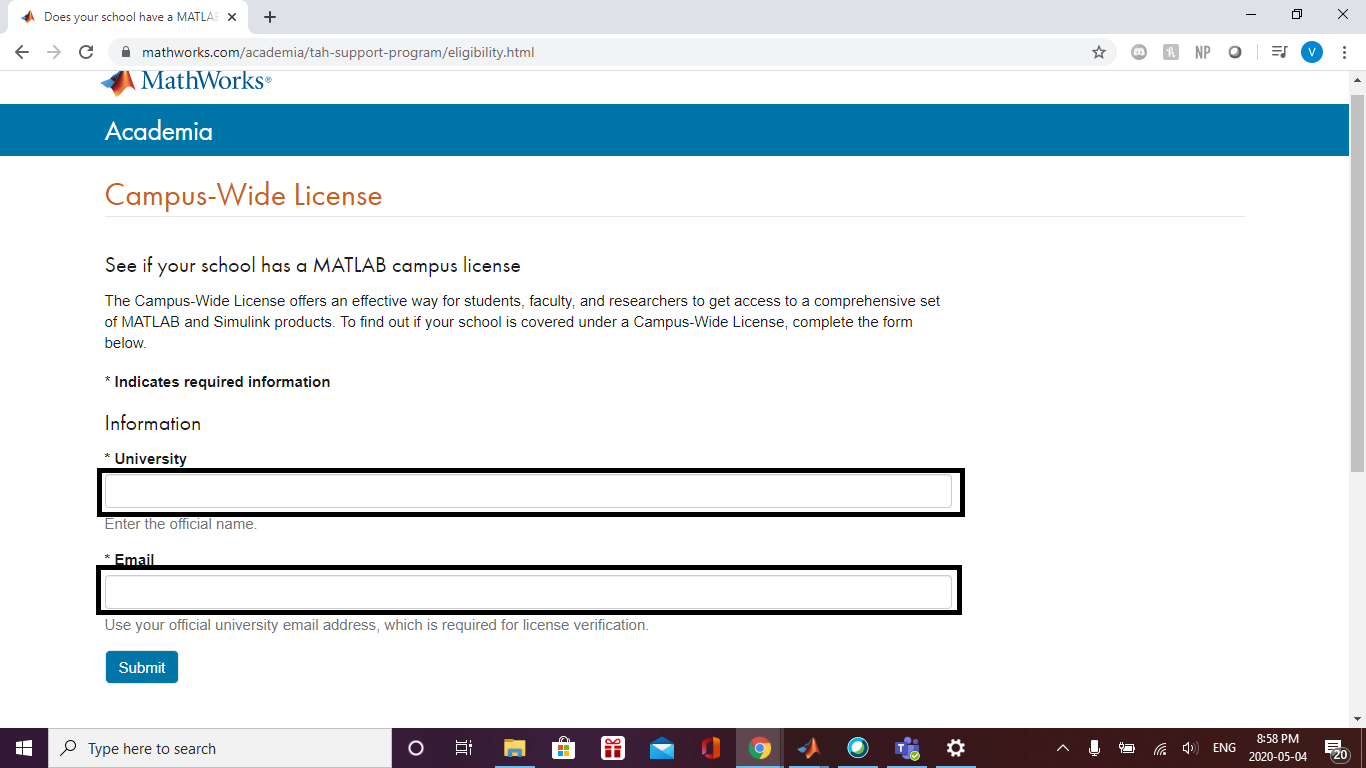 Does your school have a MATLAB
mathworks.com/academia/tah-support-program/eligibility.html
NP
V
MathWorks®
Academia
Campus-Wide License
See if your school has a MATLAB campus license
The Campus-Wide License offers an effective way for students, faculty, and researchers to get access to a comprehensive set
of MATLAB and Simulink products. To find out if your school is covered under a Campus-Wide License, complete the form
below.
* Indicates required information
Information
* University
Enter the official name.
* Email
Use your official university email address, which is required for license verification.
Submit
Type here to search
ENG
8:58 PM
2020-05-04
20